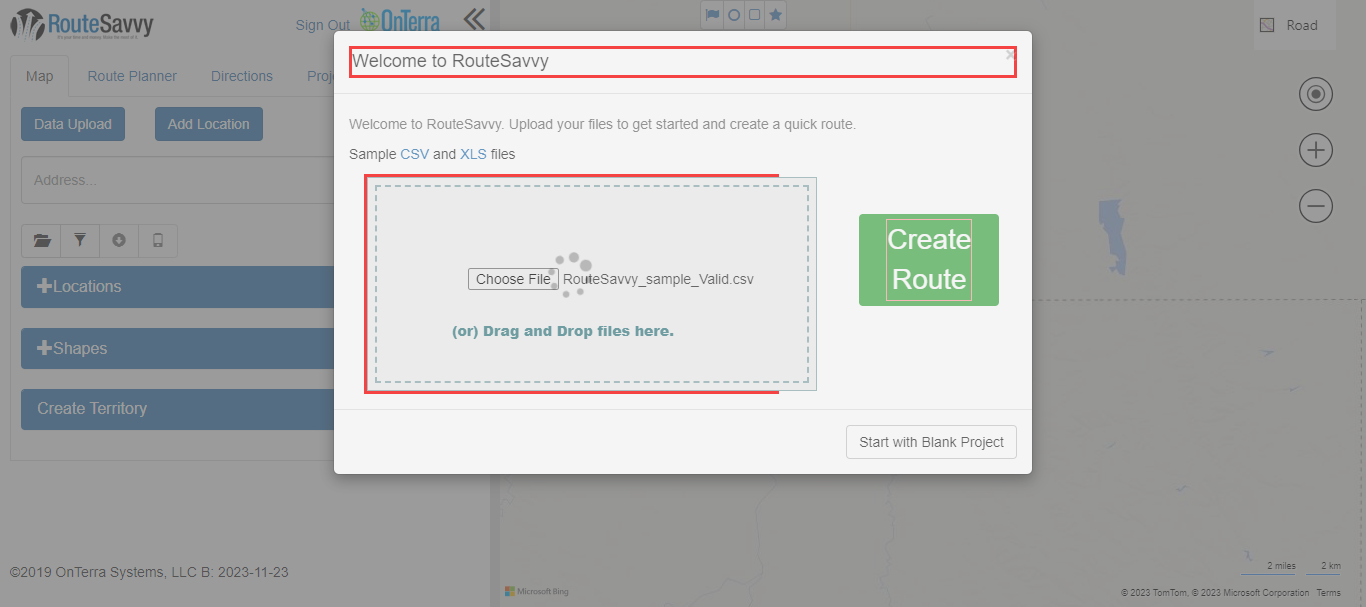 RouteSavvy
Sign Out
OnTerra
Road
Map
Route Planner
Directions
Proj
Data Upload
Add Location
Address...
Locations
Shapes
Create Territory
Welcome to RouteSavvy
×
Welcome to RouteSavvy. Upload your files to get started and create a quick route.
Sample CSV and XLS files
Choose File RouteSavvy_sample_Valid.csv
(or) Drag and Drop files here.
Create
Route
Start with Blank Project
©2019 OnTerra Systems, LLC B: 2023-11-23
Microsoft Bing
2 miles
2 km
© 2023 TomTom, © 2023 Microsoft Corporation Terms